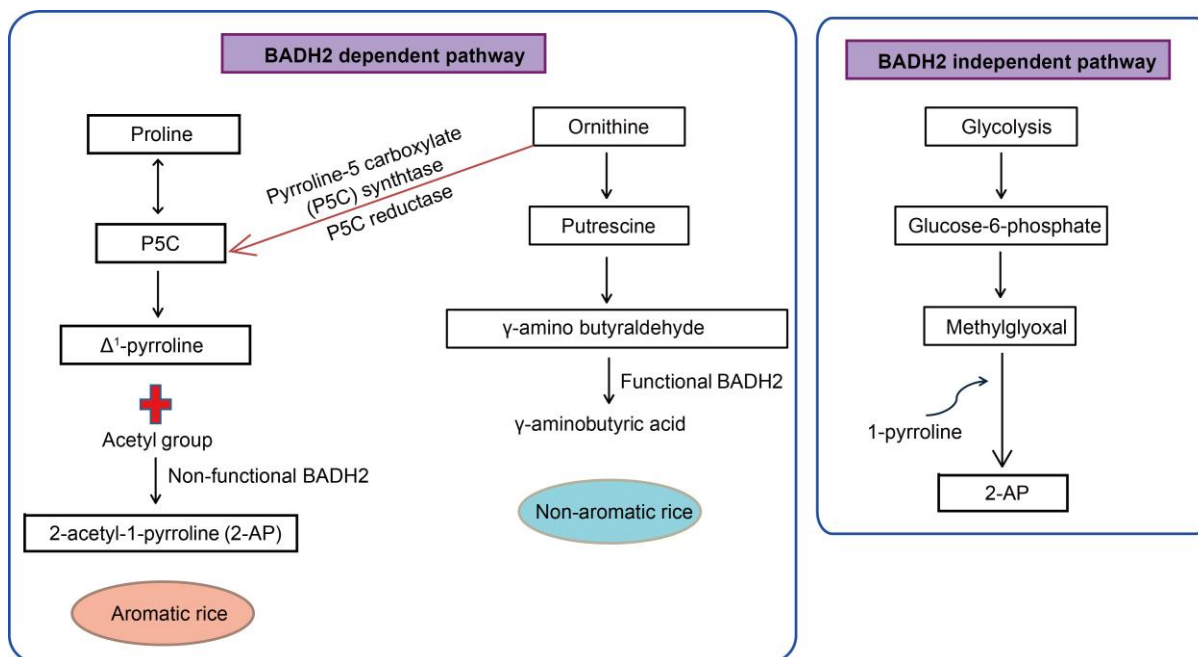 BADH2 dependent pathway
Proline
P5C
Δ¹-pyrroline
Acetyl group
Non-functional BADH2
2-acetyl-1-pyrroline (2-AP)
Aromatic rice
Pyrroline-5 carboxylate
(P5C) synthtase
P5C reductase
Ornithine
Putrescine
γ-amino butyraldehyde
Functional BADH2
γ-aminobutyric acid
Non-aromatic rice
BADH2 independent pathway
Glycolysis
Glucose-6-phosphate
Methylglyoxal
1-pyrroline
2-AP